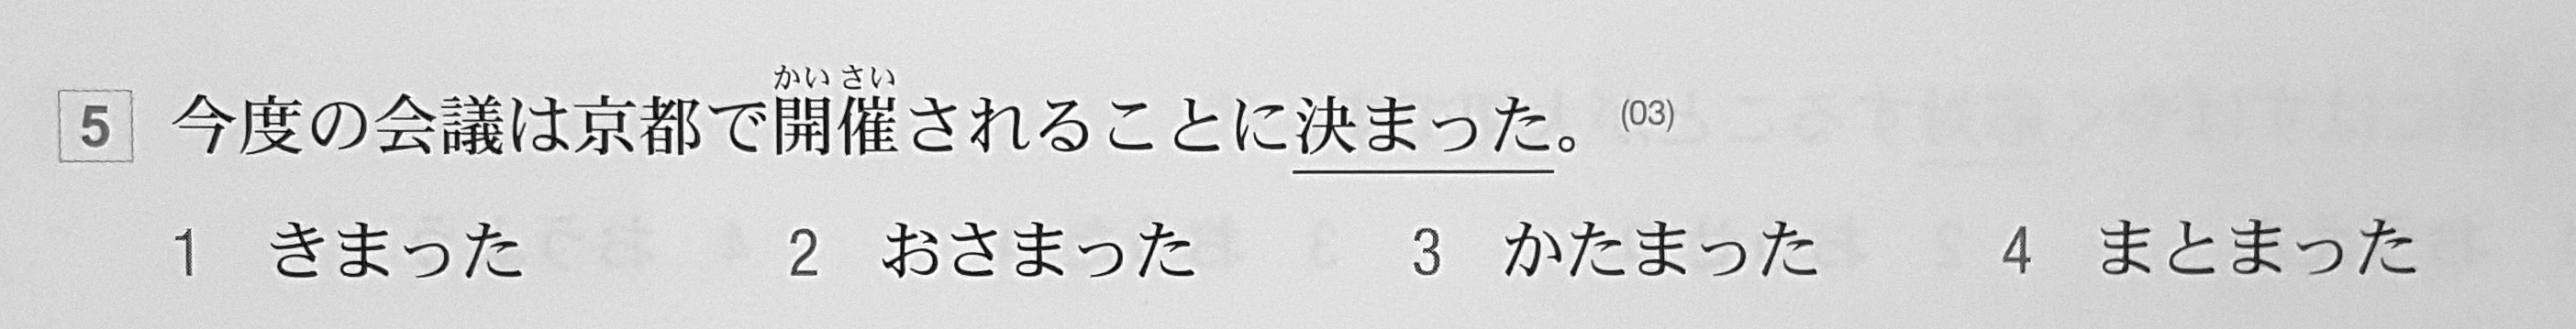 かい さい
5 今度の会議は京都で開催されることに決まった。(03)
1 きまった 2 おさまった 3 かたまった 4 まとまった